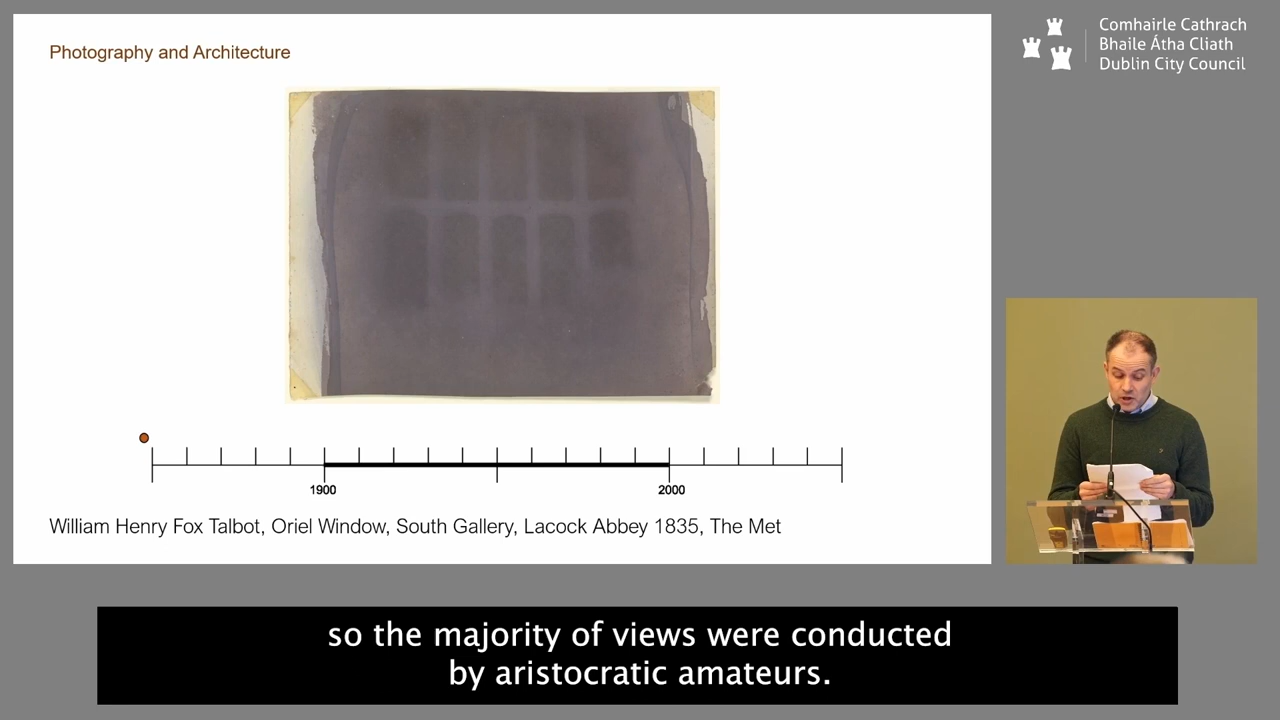 Photography and Architecture
Comhairle Cathrach
Bhaile Átha Cliath
Dublin City Council
1900
2000
William Henry Fox Talbot, Oriel Window, South Gallery, Lacock Abbey 1835, The Met
so the majority of views were conducted
by aristocratic amateurs.